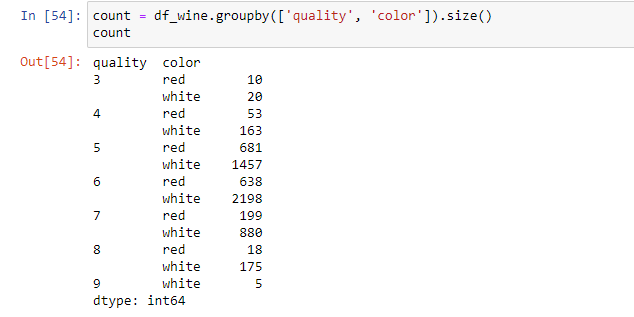 In [54]: count = df_wine.groupby(['quality', 'color']).size()
count
Out[54]: quality color
3 red 10
white 20
4 red 53
white 163
5 red 681
white 1457
6 red 638
white 2198
7 red 199
white 880
8 red 18
white 175
9 white 5
dtype: int64